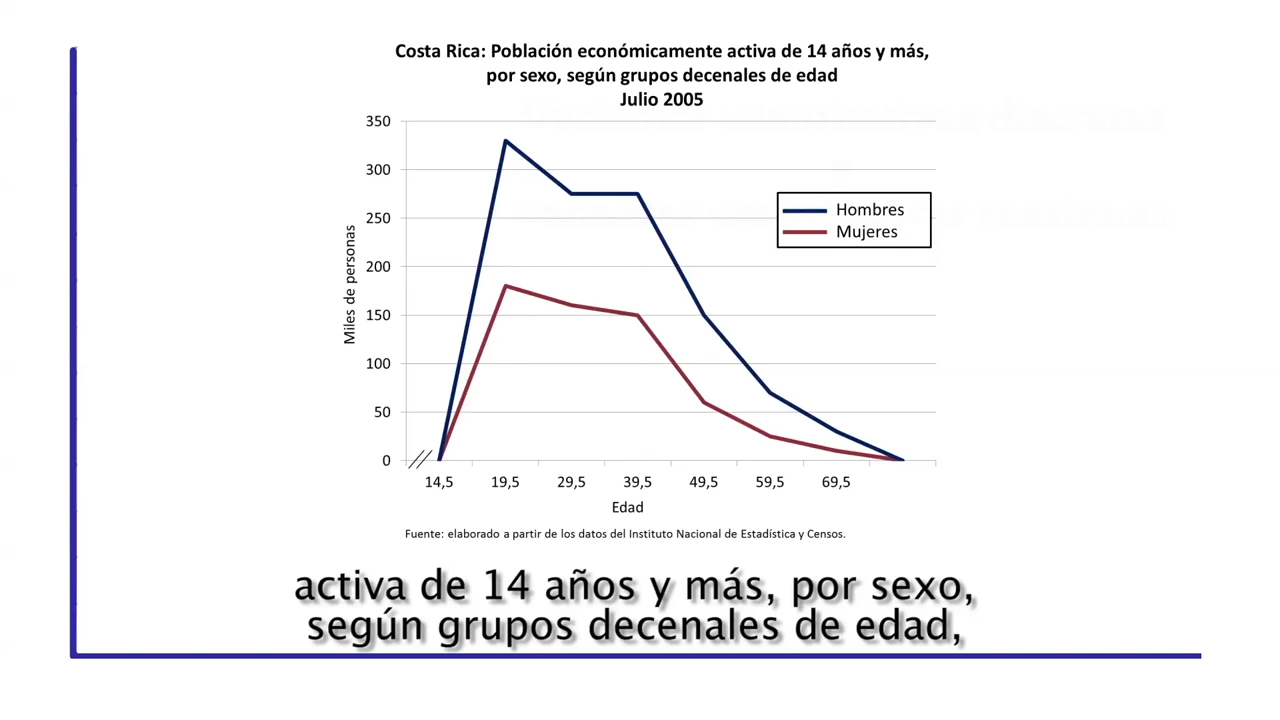 Costa Rica: Población económicamente activa de 14 años y más,
por sexo, según grupos decenales de edad
Julio 2005
350
300
250
200
150
100
50
0
Miles de personas
Hombres
Mujeres
14,5 19,5 29,5 39,5 49,5 59,5 69,5
Edad
Fuente: elaborado a partir de los datos del Instituto Nacional de Estadística y Censos.
activa de 14 años y más, por sexo,
según grupos decenales de edad,